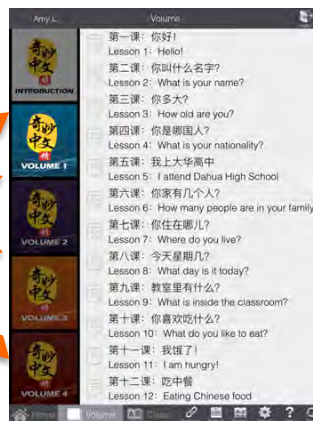 Amy L.
Volume
奇妙
中文
INTRODUCTION
奇妙
中文
精
VOLUME 1
奇妙
中文
精
VOLUME 2
奇妙
中文
精
VOLUME 3
奇妙
中文
精
VOLUME 4
第一课：你好!
Lesson 1: Hello!
第二课：你叫什么名字?
Lesson 2: What is your name?
第三课：你多大?
Lesson 3: How old are you?
第四课：你是哪国人?
Lesson 4: What is your nationality?
第五课：我上大华高中
Lesson 5: I attend Dahua High School
第六课：你家有几个人?
Lesson 6: How many people are in your family
第七课：你住在哪儿?
Lesson 7: Where do you live?
第八课：今天星期几?
Lesson 8: What day is it today?
第九课：教室里有什么?
Lesson 9: What is inside the classroom?
第十课：你喜欢吃什么?
Lesson 10: What do you like to eat?
第十一课：我饿了!
Lesson 11: I am hungry!
第十二课：吃中餐
Lesson 12: Eating Chinese food
Home
Volume
Class
?